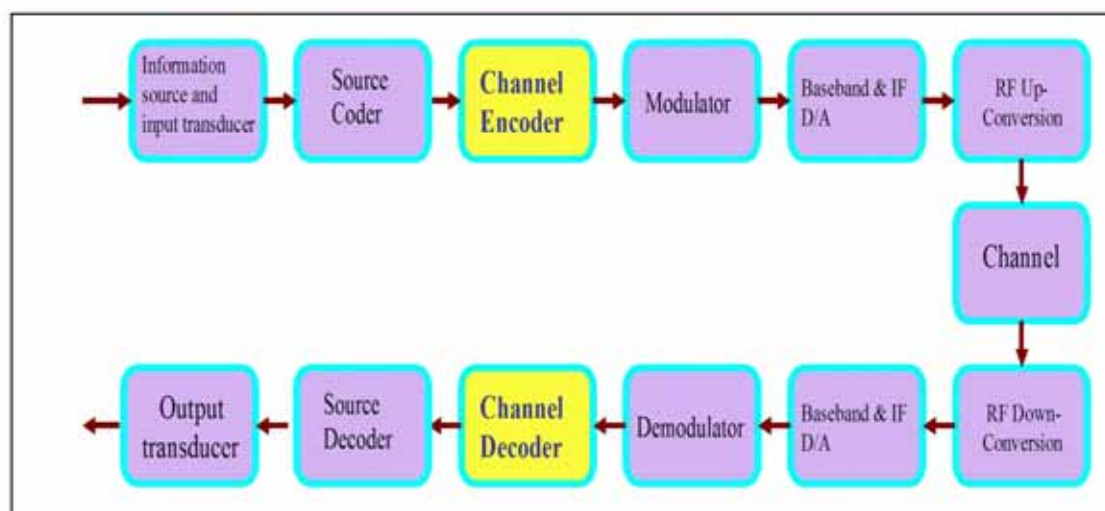 Information
source and
input transducer
Source
Coder
Channel
Encoder
Modulator
Baseband & IF
D/A
RF Up-
Conversion
Channel
Output
transducer
Source
Decoder
Channel
Decoder
Demodulator
Baseband & IF
D/A
RF Down-
Conversion